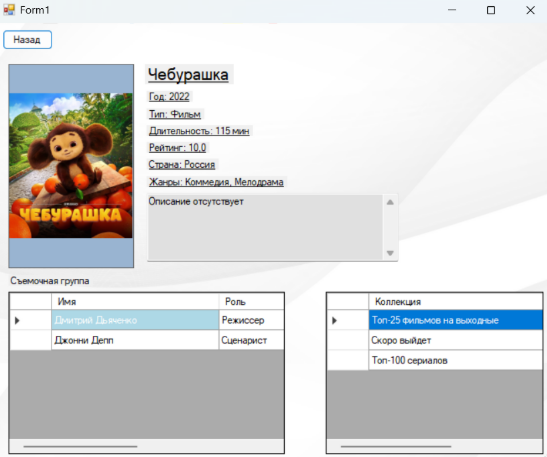 Form1
Назад
Чебурашка
Год: 2022
Тип: Фильм
Длительность: 115 мин
Рейтинг: 10,0
Страна: Россия
Жанры: Коммедия, Мелодрама
Описание отсутствует
ЧЕБУРАШКА
Съемочная группа
Имя Роль
Дмитрий Дьяченко Режиссер
Джонни Депп Сценарист
Коллекция
Топ-25 фильмов на выходные
Скоро выйдет
Топ-100 сериалов